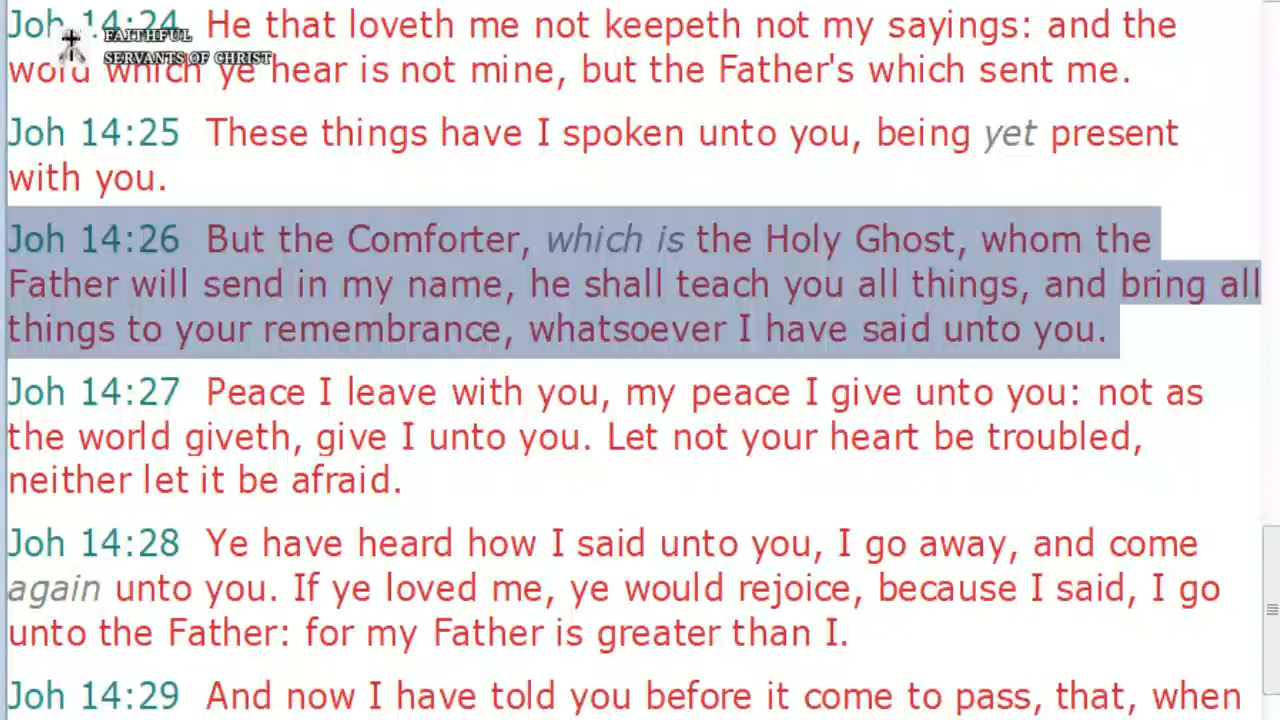 Joh 14:24 He that loveth me not keepeth not my sayings: and the
FAITHFUL
SERVANTS OF CHRIST
word which ye hear is not mine, but the Father's which sent me.
Joh 14:25 These things have I spoken unto you, being yet present
with you.
Joh 14:26 But the Comforter, which is the Holy Ghost, whom the
Father will send in my name, he shall teach you all things, and bring all
things to your remembrance, whatsoever I have said unto you.
Joh 14:27 Peace I leave with you, my peace I give unto you: not as
the world giveth, give I unto you. Let not your heart be troubled,
neither let it be afraid.
Joh 14:28 Ye have heard how I said unto you, I go away, and come
again unto you. If ye loved me, ye would rejoice, because I said, I go
unto the Father: for my Father is greater than I.
Joh 14:29 And now I have told you before it come to pass, that, when